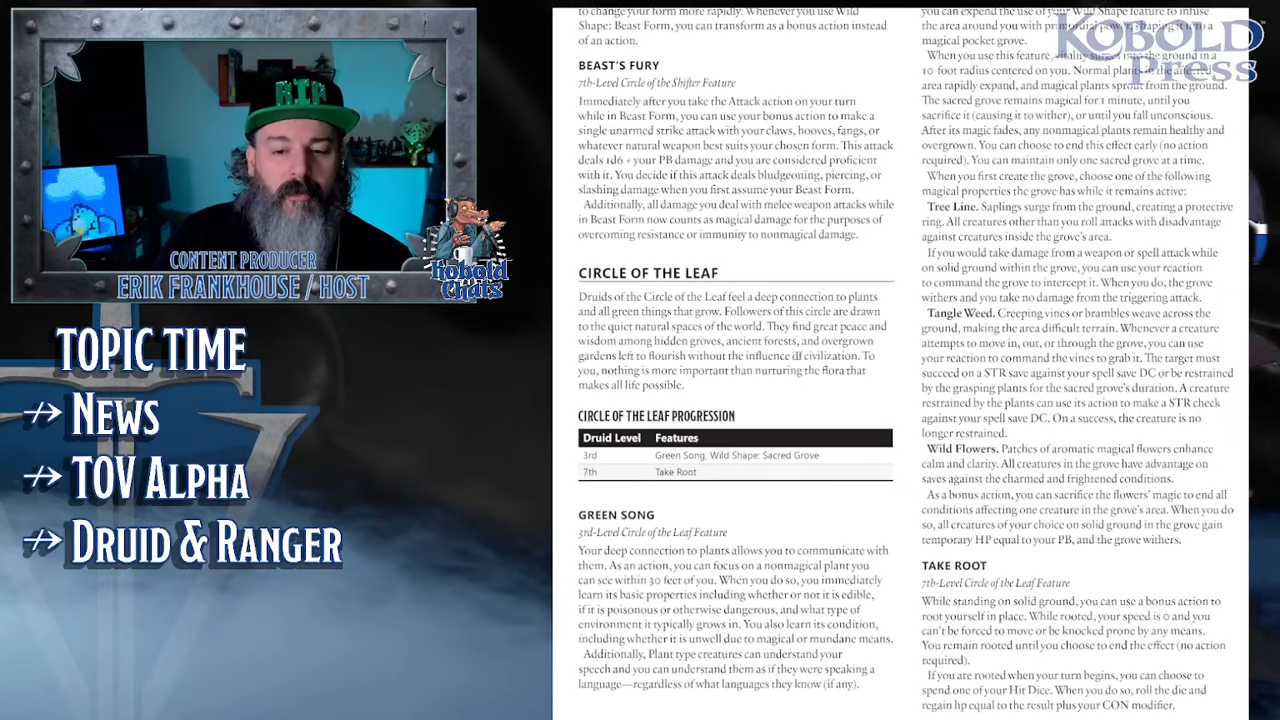 RTP
CONTENT PRODUCER
ERIK FRANKHOUSE / HOST
Kobold
Chats
TOPIC TIME
News
TOV Alpha
Druid & Ranger
to change your form more rapidly. Whenever you use Wild
Shape: Beast Form, you can transform as a bonus action instead
of an action.
BEAST'S FURY
7th-Level Circle of the Shifter Feature
Immediately after you take the Attack action on your turn
while in Beast Form, you can use your bonus action to make a
single unarmed strike attack with your claws, hooves, fangs, or
whatever natural weapon best suits your chosen form. This attack
deals 1d6 + your PB damage and you are considered proficient
with it. You decide if this attack deals bludgeoning, piercing, or
slashing damage when you first assume your Beast Form.
Additionally, all damage you deal with melee weapon attacks while
in Beast Form now counts as magical damage for the purposes of
overcoming resistance or immunity to nonmagical damage.
CIRCLE OF THE LEAF
Druids of the Circle of the Leaf feel a deep connection to plants
and all green things that grow. Followers of this circle are drawn
to the quiet natural spaces of the world. They find great peace and
wisdom among hidden groves, ancient forests, and overgrown
gardens left to flourish without the influence of civilization. To
you, nothing is more important than nurturing the flora that
makes all life possible.
CIRCLE OF THE LEAF PROGRESSION
Druid Level Features
3rd Green Song, Wild Shape: Sacred Grove
7th Take Root
GREEN SONG
3rd-Level Circle of the Leaf Feature
Your deep connection to plants allows you to communicate with
them. As an action, you can focus on a nonmagical plant you
can see within 30 feet of you. When you do so, you immediately
learn its basic properties including whether or not it is edible,
if it is poisonous or otherwise dangerous, and what type of
environment it typically grows in. You also learn its condition,
including whether it is unwell due to magical or mundane means.
Additionally, Plant type creatures can understand your
speech and you can understand them as if they were speaking a
language—regardless of what languages they know (if any).
you can expend the use of your Wild Shape feature to infuse
the area around you with primordial power, shaping it into a
magical pocket grove.
When you use this feature, vitality surges into the ground in a
10-foot radius centered on you. Normal plants in the affected
area rapidly expand, and magical plants sprout from the ground.
The sacred grove remains magical for 1 minute, until you
sacrifice it (causing it to wither), or until you fall unconscious.
After its magic fades, any nonmagical plants remain healthy and
overgrown. You can choose to end this effect early (no action
required). You can maintain only one sacred grove at a time.
When you first create the grove, choose one of the following
magical properties the grove has while it remains active:
Tree Line. Saplings surge from the ground, creating a protective
ring. All creatures other than you roll attacks with disadvantage
against creatures inside the grove's area.
If you would take damage from a weapon or spell attack while
on solid ground within the grove, you can use your reaction
to command the grove to intercept it. When you do, the grove
withers and you take no damage from the triggering attack.
Tangle Weed. Creeping vines or brambles weave across the
ground, making the area difficult terrain. Whenever a creature
attempts to move in, out, or through the grove, you can use
your reaction to command the vines to grab it. The target must
succeed on a STR save against your spell save DC or be restrained
by the grasping plants for the sacred grove's duration. A creature
restrained by the plants can use its action to make a STR check
against your spell save DC. On a success, the creature is no
longer restrained.
Wild Flowers. Patches of aromatic magical flowers enhance
calm and clarity. All creatures in the grove have advantage on
saves against the charmed and frightened conditions.
As a bonus action, you can sacrifice the flowers' magic to end all
conditions affecting one creature in the grove's area. When you do
so, all creatures of your choice on solid ground in the grove gain
temporary HP equal to your PB, and the grove withers.
TAKE ROOT
7th-Level Circle of the Leaf Feature
While standing on solid ground, you can use a bonus action to
root yourself in place. While rooted, your speed is 0 and you
can't be forced to move or be knocked prone by any means.
You remain rooted until you choose to end the effect (no action
required).
If you are rooted when your turn begins, you can choose to
spend one of your Hit Dice. When you do so, roll the die and
regain hp equal to the result plus your CON modifier.
KOBOLD
Press